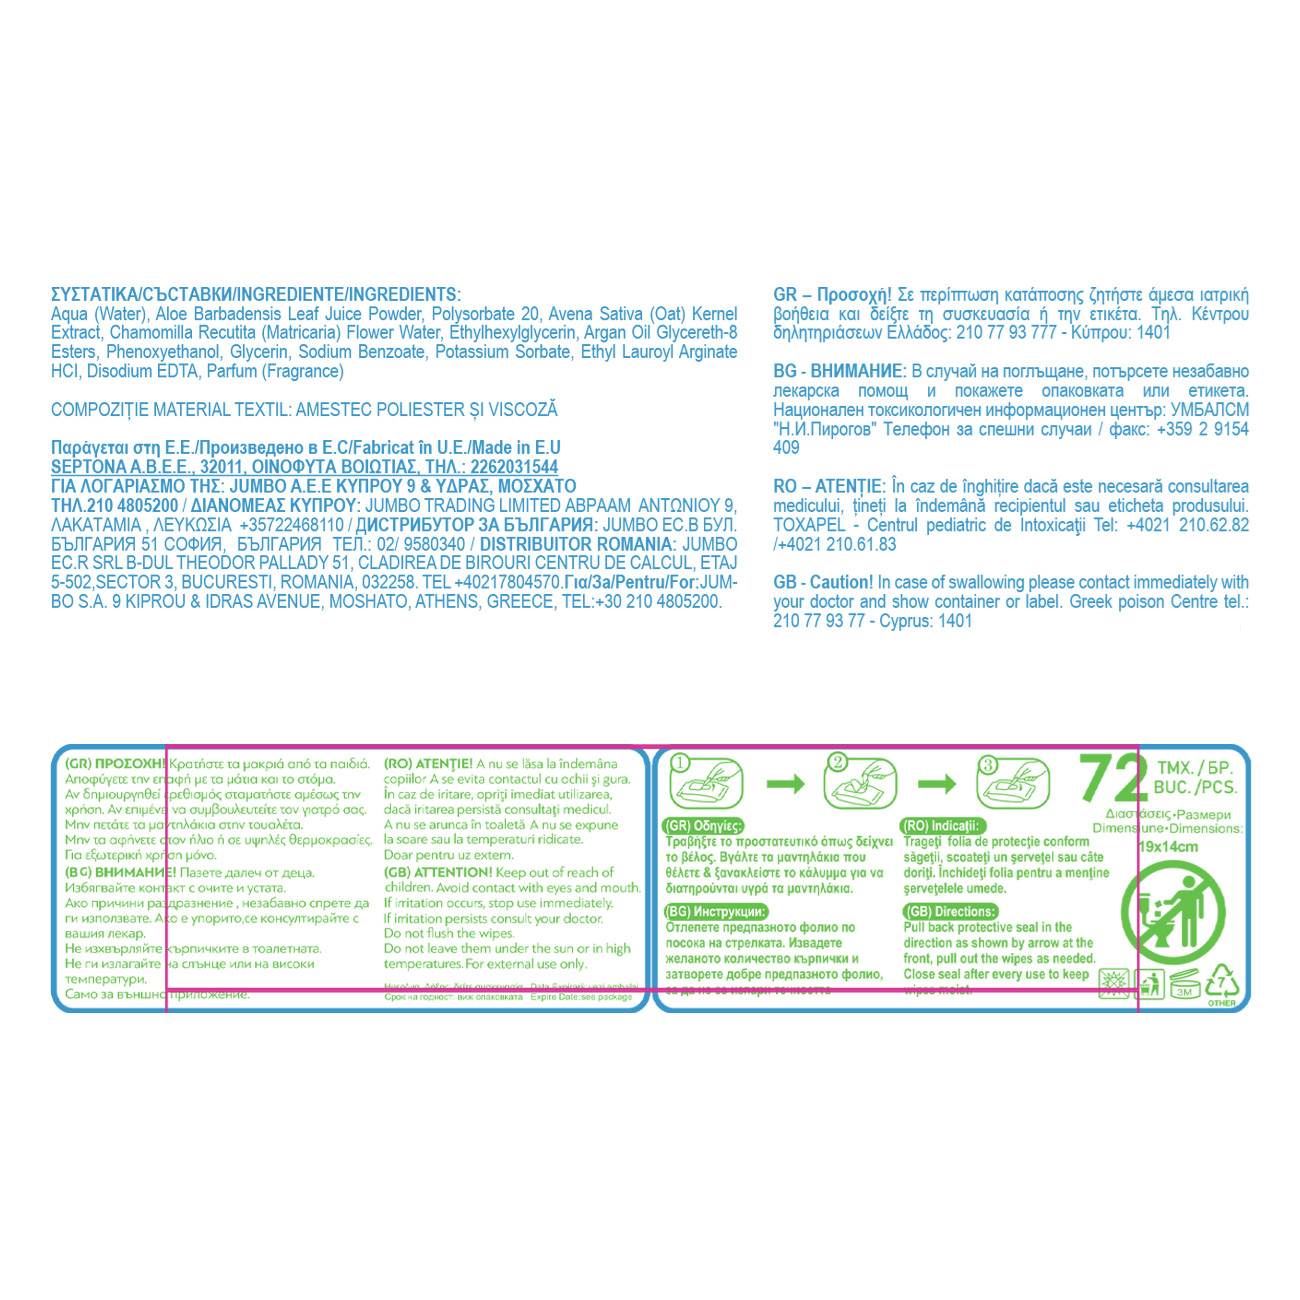 ΣΥΣΤΑΤΙΚΑ/СЪСТАВКИ/INGREDIENTE/INGREDIENTS:
Aqua (Water), Aloe Barbadensis Leaf Juice Powder, Polysorbate 20, Avena Sativa (Oat) Kernel
Extract, Chamomilla Recutita (Matricaria) Flower Water, Ethylhexylglycerin, Argan Oil Glycereth-8
Esters, Phenoxyethanol, Glycerin, Sodium Benzoate, Potassium Sorbate, Ethyl Lauroyl Arginate
HCI, Disodium EDTA, Parfum (Fragrance)
COMPOZIȚIE MATERIAL TEXTIL: AMESTEC POLIESTER ȘI VISCOZĂ
Παράγεται στη Ε.Ε./Произведено в Е.С/Fabricat în U.E./Made in E.U
SEPTONA A.B.E.E., 32011, ΟΙΝΟΦΥΤΑ ΒΟΙΩΤΙΑΣ, ΤΗΛ.: 2262031544
ΓΙΑ ΛΟΓΑΡΙΑΣΜΟ ΤΗΣ: JUMBO A.E.E ΚΥΠΡΟΥ 9 & ΥΔΡΑΣ, ΜΟΣΧΑΤΟ
ΤΗΛ.210 4805200 / ΔΙΑΝΟΜΕΑΣ ΚΥΠΡΟΥ: JUMBO TRADING LIMITED ΑΒΡΑΑΜ ΑΝΤΩΝΙΟΥ 9,
ΛΑΚΑΤΑΜΙΑ , ΛΕΥΚΩΣΙΑ +35722468110 / ДИСТРИБУТОР ЗА БЪЛГАРИЯ: JUMBO EC.B БУЛ.
БЪЛГАРИЯ 51 СОФИЯ, БЪЛГАРИЯ ТЕЛ.: 02/ 9580340 / DISTRIBUITOR ROMANIA: JUMBO
EC.R SRL B-DUL THEODOR PALLADY 51, CLADIREA DE BIROURI CENTRU DE CALCUL, ETAJ
5-502,SECTOR 3, BUCURESTI, ROMANIA, 032258. TEL +40217804570.Για/За/Pentru/For:JUM-
BO S.A. 9 KIPROU & IDRAS AVENUE, MOSHATO, ATHENS, GREECE, TEL:+30 210 4805200.
GR – Προσοχή! Σε περίπτωση κατάποσης ζητήστε άμεσα ιατρική
βοήθεια και δείξτε τη συσκευασία ή την ετικέτα. Τηλ. Κέντρου
δηλητηριάσεων Ελλάδος: 210 77 93 777 - Κύπρου: 1401
BG - ВНИМАНИЕ: В случай на поглъщане, потърсете незабавно
лекарска помощ и покажете опаковката или етикета.
Национален токсикологичен информационен център: УМБАЛСМ
"Н.И.Пирогов" Телефон за спешни случаи / факс: +359 2 9154
409
RO – ATENȚIE: În caz de înghițire dacă este necesară consultarea
medicului, țineți la îndemână recipientul sau eticheta produsului.
TOXAPEL - Centrul pediatric de Intoxicaţii Tel: +4021 210.62.82
/+4021 210.61.83
GB - Caution! In case of swallowing please contact immediately with
your doctor and show container or label. Greek poison Centre tel.:
210 77 93 77 - Cyprus: 1401
(GR) ΠΡΟΣΟΧΗ! Κρατήστε τα μακριά από τα παιδιά.
Αποφύγετε την επαφή με τα μάτια και το στόμα.
Αν δημιουργηθεί ερεθισμός σταματήστε αμέσως την
χρήση. Αν επιμένει να συμβουλευτείτε τον γιατρό σας.
Μην πετάτε τα μαντηλάκια στην τουαλέτα.
Μην τα αφήνετε στον ήλιο ή σε υψηλές θερμοκρασίες.
Για εξωτερική χρήση μόνο.
(BG) ВНИМАНИЕ! Пазете далеч от деца.
Избягвайте контакт с очите и устата.
Ако причини раздразнение , незабавно спрете да
ги използвате. Ако е упорито,се консултирайте с
вашия лекар.
Не изхвърляйте кърпичките в тоалетната.
Не ги излагайте на слънце или на високи
температури.
Само за външно приложение.
(RO) ATENŢIE! A nu se lăsa la îndemâna
copiilor A se evita contactul cu ochii şi gura.
În caz de iritare, opriţi imediat utilizarea,
dacă iritarea persistă consultaţi medicul.
A nu se arunca în toaletă A nu se expune
la soare sau la temperaturi ridicate.
Doar pentru uz extern.
(GB) ATTENTION! Keep out of reach of
children. Avoid contact with eyes and mouth.
If irritation occurs, stop use immediately.
If irritation persists consult your doctor.
Do not flush the wipes.
Do not leave them under the sun or in high
temperatures. For external use only.
Срок на годност: виж опаковката Expire Date:see package
1
2
3
(GR) Οδηγίες:
Τραβήξτε το προστατευτικό όπως δείχνει
το βέλος. Βγάλτε τα μαντηλάκια που
θέλετε & ξανακλείστε το κάλυμμα για να
διατηρούνται υγρά τα μαντηλάκια.
(BG) Инструкции:
Отлепете предпазното фолио по
посока на стрелката. Извадете
желаното количество кърпички и
затворете добре предпазното фолио,
за да не се изпари течността
(RO) Indicaţii:
Trageţi folia de protecţie conform
săgeţii, scoateţi un şerveţel sau câte
doriţi. Închideţi folia pentru a menţine
şerveţelele umede.
(GB) Directions:
Pull back protective seal in the
direction as shown by arrow at the
front, pull out the wipes as needed.
Close seal after every use to keep
wipes moist.
72 ΤΜΧ. / БР.
BUC. /PCS.
Διαστάσεις • Размери
Dimensiune • Dimensions:
19x14cm
3M
7
OTHER